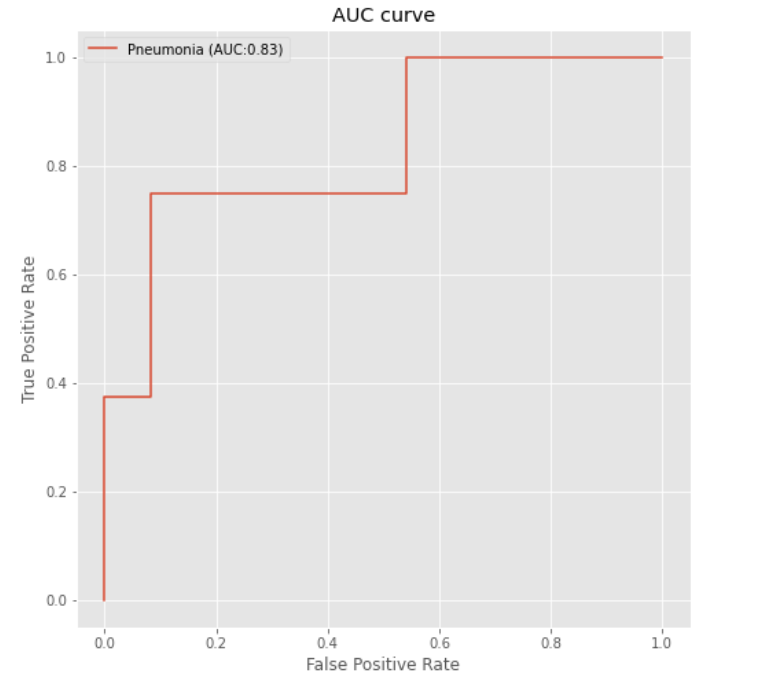 AUC curve
Pneumonia (AUC:0.83)
1.0
0.8
0.6
0.4
0.2
0.0
True Positive Rate
0.0 0.2 0.4 0.6 0.8 1.0
False Positive Rate